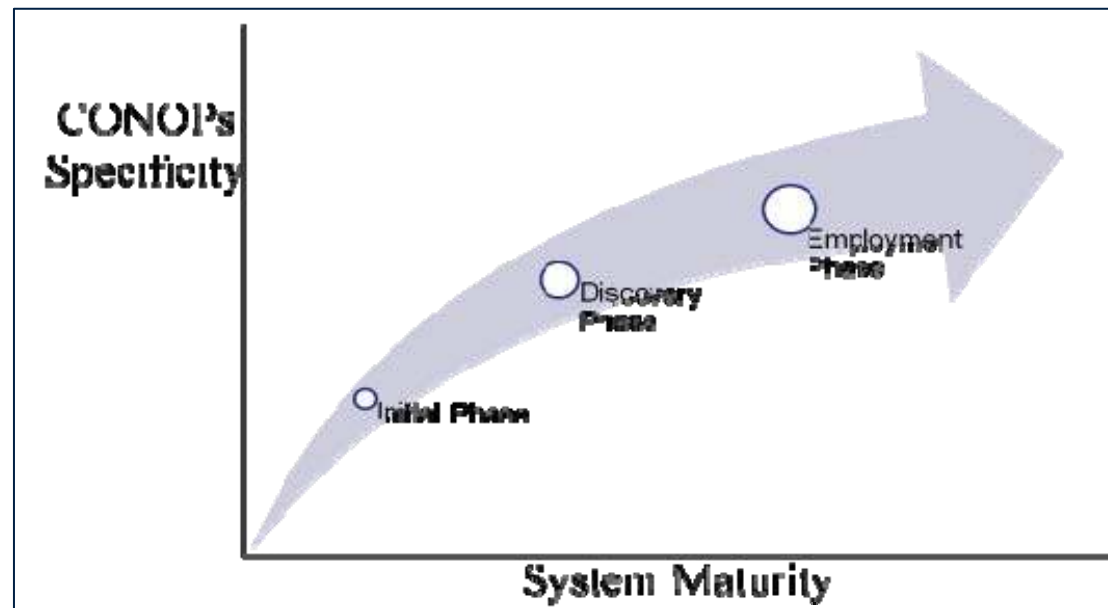 CONOPs
Specificity
Employment
Phase
Discovery
Phase
Initial Phase
System Maturity